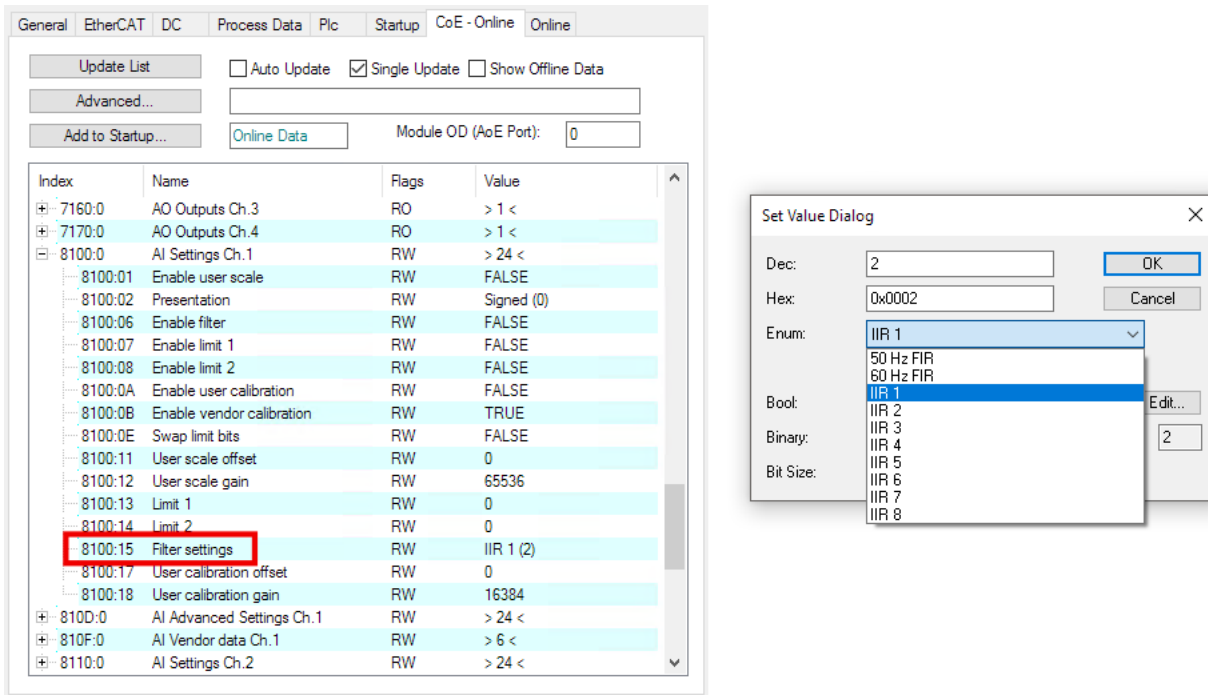 General EtherCAT DC Process Data Plc Startup CoE - Online Online
Update List Auto Update Single Update Show Offline Data
Advanced...
Add to Startup... Online Data Module OD (AoE Port): 0
Index Name Flags Value
7160:0 AO Outputs Ch.3 RO > 1 <
7170:0 AO Outputs Ch.4 RO > 1 <
8100:0 AI Settings Ch.1 RW > 24 <
8100:01 Enable user scale RW FALSE
8100:02 Presentation RW Signed (0)
8100:06 Enable filter RW FALSE
8100:07 Enable limit 1 RW FALSE
8100:08 Enable limit 2 RW FALSE
8100:0A Enable user calibration RW FALSE
8100:0B Enable vendor calibration RW TRUE
8100:0E Swap limit bits RW FALSE
8100:11 User scale offset RW 0
8100:12 User scale gain RW 65536
8100:13 Limit 1 RW 0
8100:14 Limit 2 RW 0
8100:15 Filter settings RW IIR 1 (2)
8100:17 User calibration offset RW 0
8100:18 User calibration gain RW 16384
810D:0 AI Advanced Settings Ch.1 RW > 24 <
810F:0 AI Vendor data Ch.1 RW > 6 <
8110:0 AI Settings Ch.2 RW > 24 <
Set Value Dialog
Dec: 2 OK
Hex: 0x0002 Cancel
Enum: IIR 1
50 Hz FIR
60 Hz FIR
IIR 1
Bool: Edit...
IIR 2
IIR 3
Binary: 2
IIR 4
IIR 5
Bit Size:
IIR 6
IIR 7
IIR 8